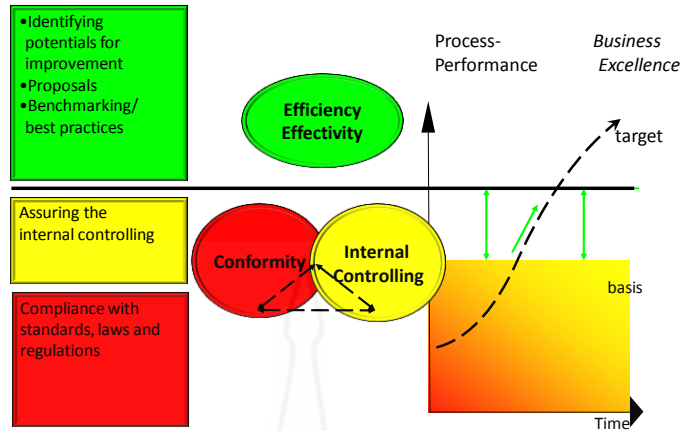 •Identifying
potentials for
improvement
•Proposals
•Benchmarking/
best practices
Efficiency
Effectivity
Process-
Performance
Business
Excellence
target
Assuring the
internal controlling
Conformity
Internal
Controlling
basis
Compliance with
standards, laws and
regulations
Time